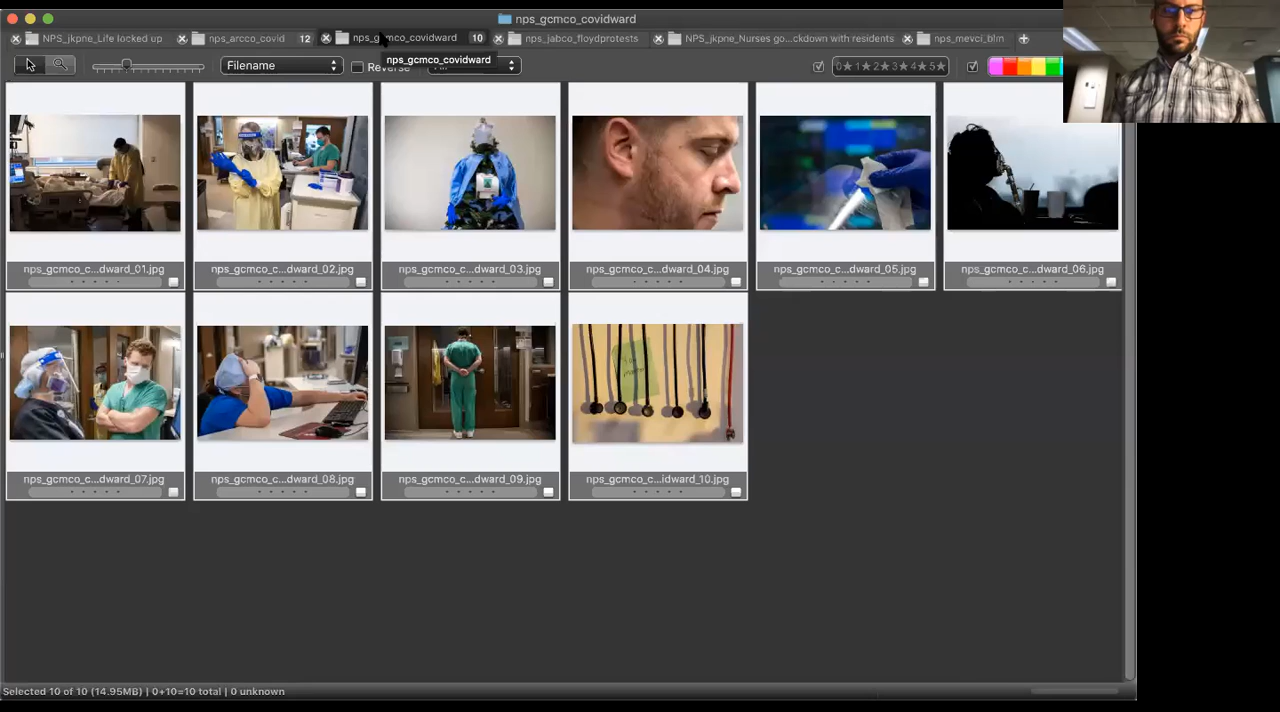 nps_gcmco_covidward
NPS_jkpne_Life locked up
nps_arcco_covid 12
nps_gcmco_covidward 10
nps_jabco_floydprotests
NPS_jkpne_Nurses go...ckdown with residents
nps_mevci_blm
Filename
Reverse
nps_gcmco_covidward
0★1★2★3★4★5★
nps_gcmco_c...dward_01.jpg
nps_gcmco_c...dward_02.jpg
nps_gcmco_c...dward_03.jpg
nps_gcmco_c...dward_04.jpg
nps_gcmco_c...dward_05.jpg
nps_gcmco_c...dward_06.jpg
nps_gcmco_c...dward_07.jpg
nps_gcmco_c...dward_08.jpg
nps_gcmco_c...dward_09.jpg
nps_gcmco_c...idward_10.jpg
Selected 10 of 10 (14.95MB) | 0+10=10 total | 0 unknown